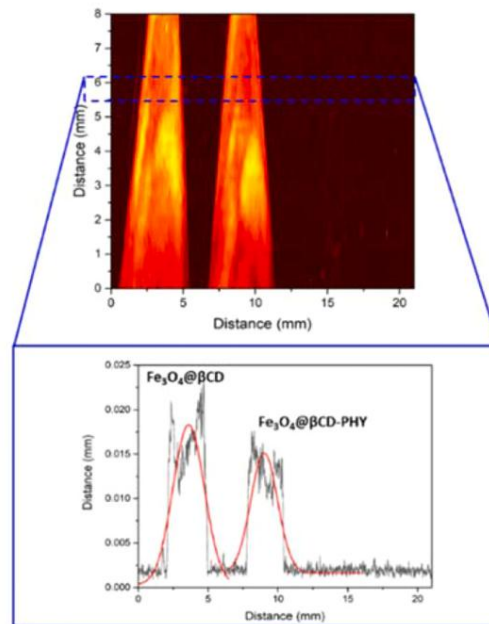 8
7
6
5
4
3
2
1
0
Distance (mm)
0 5 10 15 20
Distance (mm)
0.025
0.020
0.015
0.010
0.005
0.000
Distance (mm)
Fe₃O₄@βCD
Fe₃O₄@βCD-PHY
0 5 10 15 20
Distance (mm)